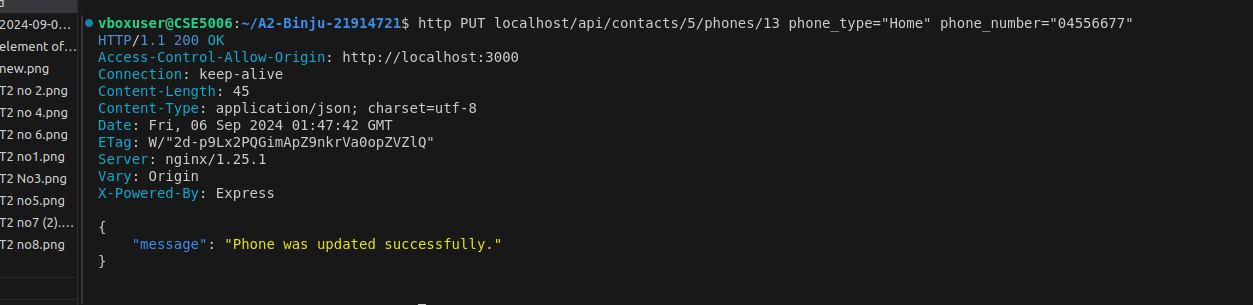 2024-09-0...
element of...
new.png
T2 no 2.png
T2 no 4.png
T2 no 6.png
T2 no1.png
T2 No3.png
T2 no5.png
T2 no7 (2)....
T2 no8.png
vboxuser@CSE5006:~/A2-Binju-21914721$ http PUT localhost/api/contacts/5/phones/13 phone_type="Home" phone_number="04556677"
HTTP/1.1 200 OK
Access-Control-Allow-Origin: http://localhost:3000
Connection: keep-alive
Content-Length: 45
Content-Type: application/json; charset=utf-8
Date: Fri, 06 Sep 2024 01:47:42 GMT
ETag: W/"2d-p9Lx2PQGimApZ9nkrVa0opZVZlQ"
Server: nginx/1.25.1
Vary: Origin
X-Powered-By: Express
{
    "message": "Phone was updated successfully."
}